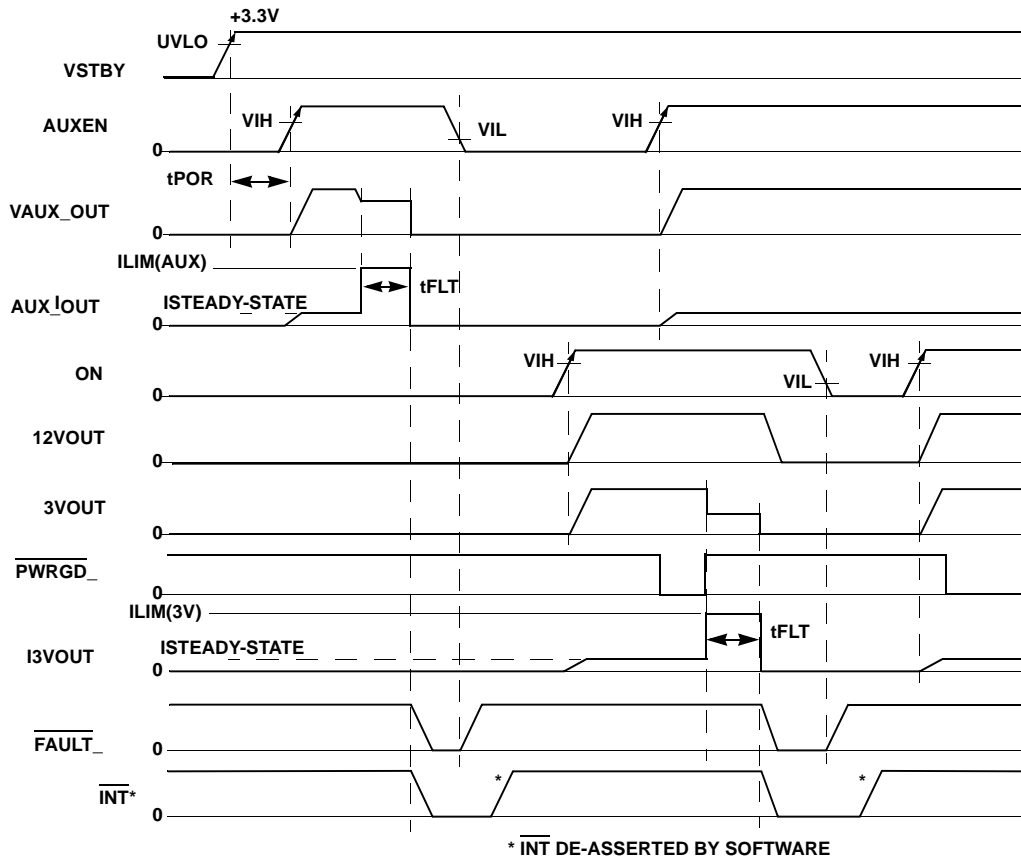 +3.3V
UVLO
VSTBY
AUXEN
VIH
VIL
VIH
0
tPOR
VAUX_OUT
0
ILIM(AUX)
tFLT
ISTEADY-STATE
AUX_IOUT
0
VIH
VIL
VIH
ON
0
12VOUT
0
3VOUT
0
PWRGD_
0
ILIM(3V)
tFLT
ISTEADY-STATE
I3VOUT
0
FAULT_
0
* *
INT*
0
* INT DE-ASSERTED BY SOFTWARE